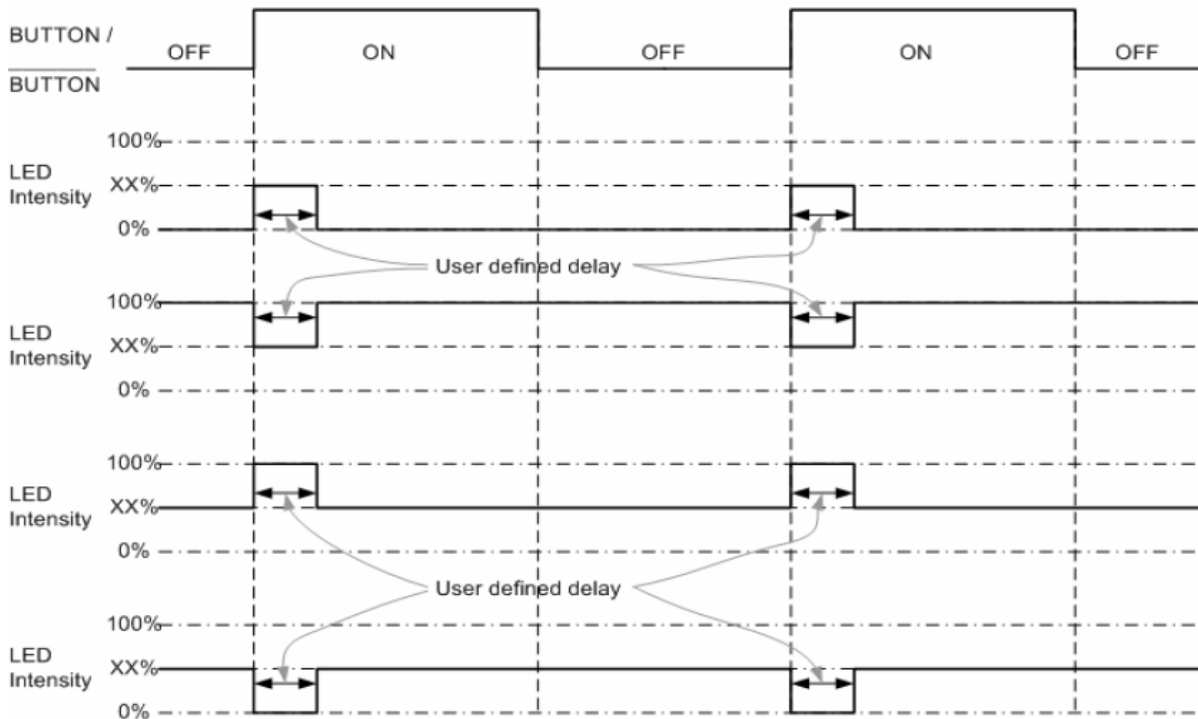 BUTTON /
BUTTON
OFF ON OFF ON OFF
100%
LED
Intensity
XX%
0%
User defined delay
100%
LED
Intensity
XX%
0%
100%
LED
Intensity
XX%
0%
User defined delay
100%
LED
Intensity
XX%
0%